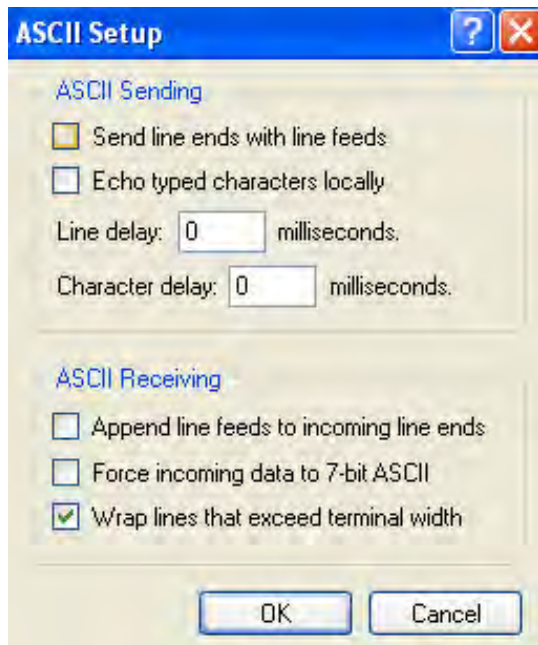 ASCII Setup
ASCII Sending
Send line ends with line feeds
Echo typed characters locally
Line delay: 0 milliseconds.
Character delay: 0 milliseconds.
ASCII Receiving
Append line feeds to incoming line ends
Force incoming data to 7-bit ASCII
Wrap lines that exceed terminal width
OK Cancel